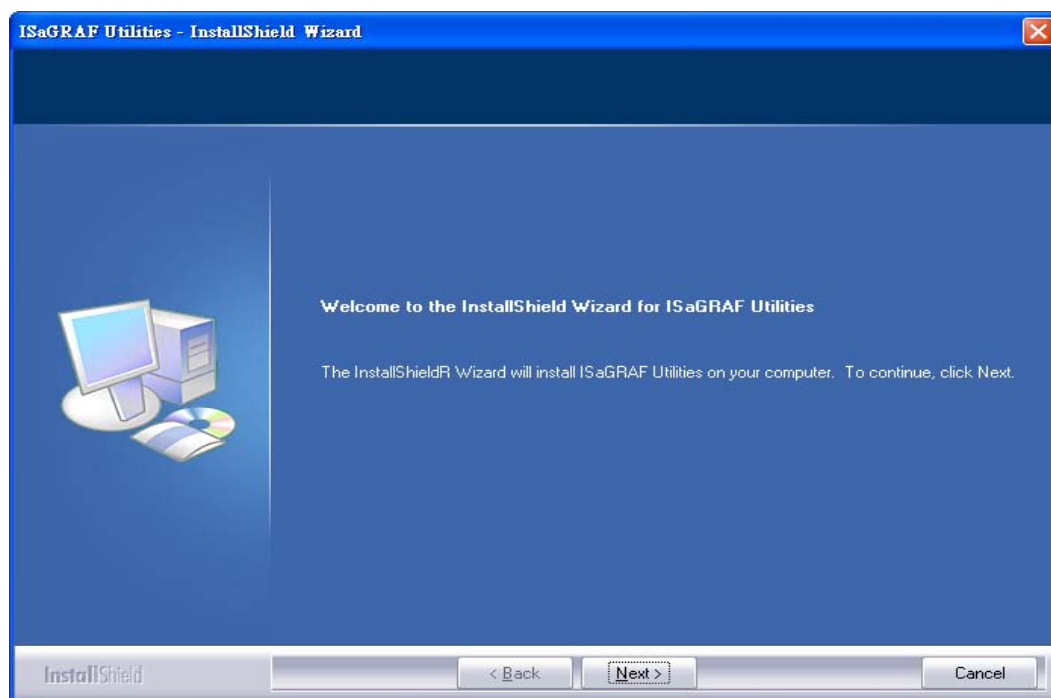 ISaGRAF Utilities - InstallShield Wizard
Welcome to the InstallShield Wizard for ISaGRAF Utilities
The InstallShieldR Wizard will install ISaGRAF Utilities on your computer. To continue, click Next.
InstallShield
< Back
Next >
Cancel